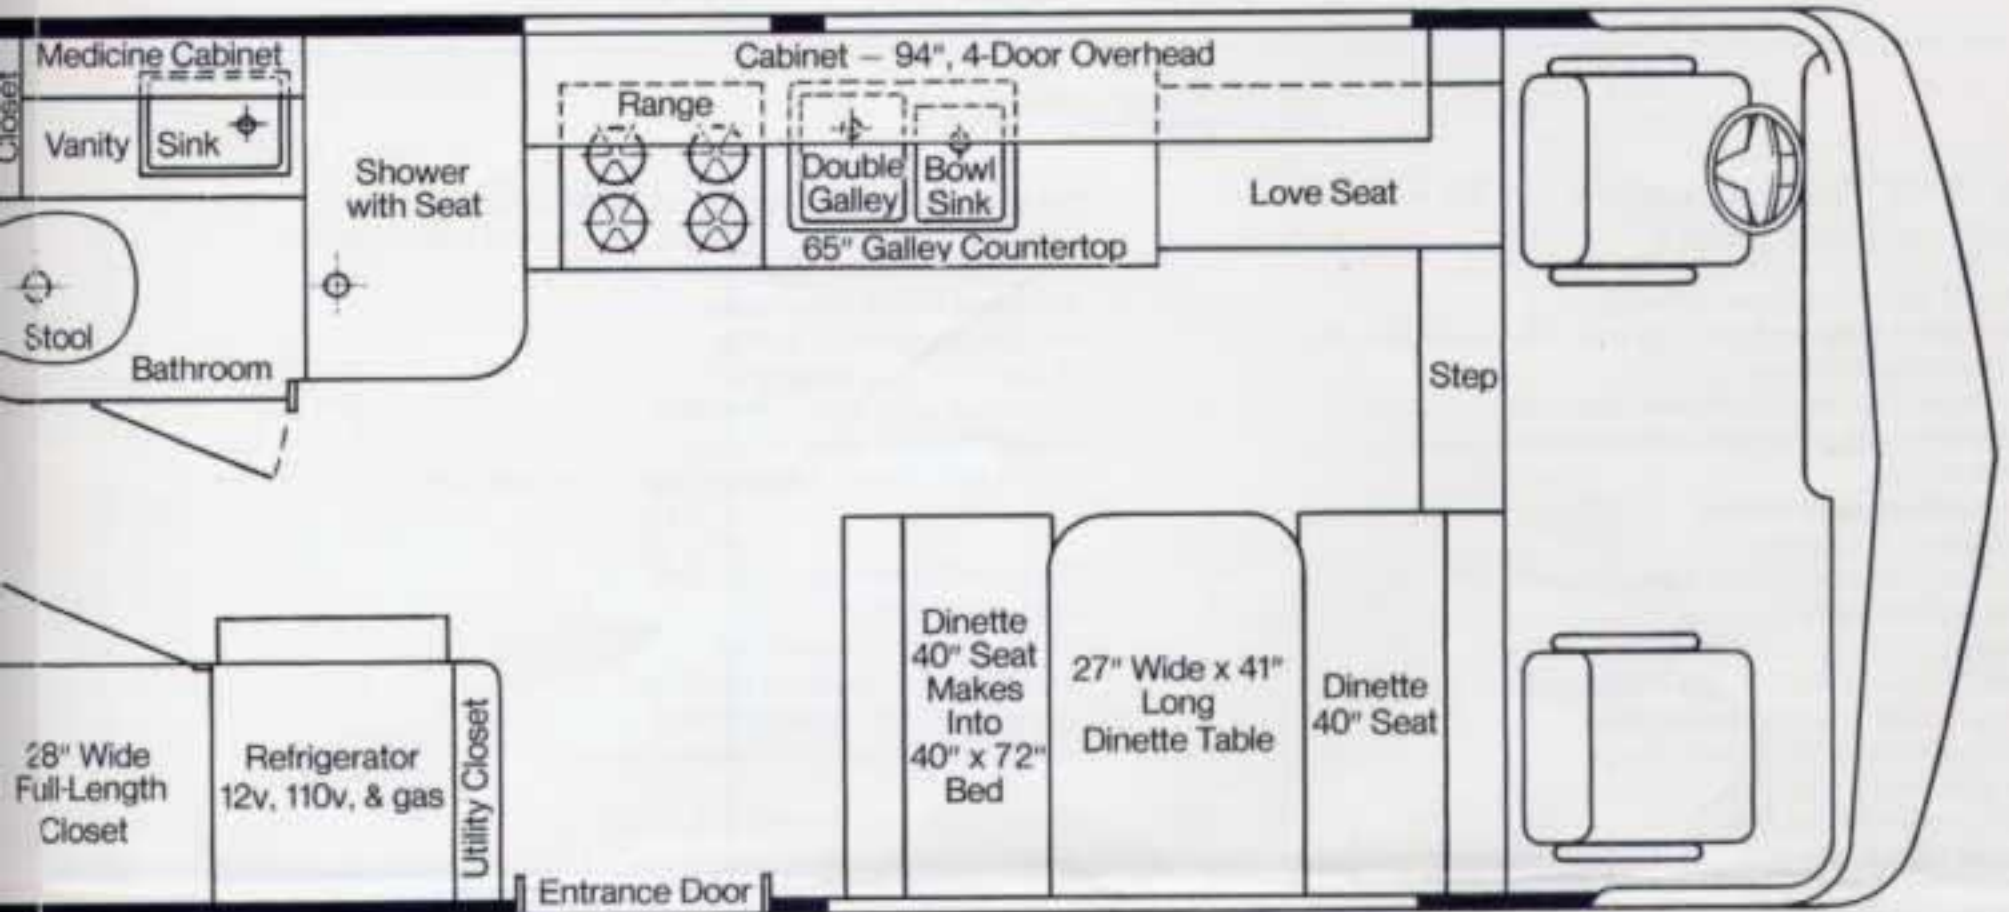 Closet
Medicine Cabinet
Vanity
Sink
Shower
with Seat
Stool
Bathroom
Cabinet – 94", 4-Door Overhead
Range
Double
Galley
Bowl
Sink
65" Galley Countertop
Love Seat
Step
28" Wide
Full-Length
Closet
Refrigerator
12v, 110v, & gas
Utility Closet
Entrance Door
Dinette
40" Seat
Makes
Into
40" x 72"
Bed
27" Wide x 41"
Long
Dinette Table
Dinette
40" Seat